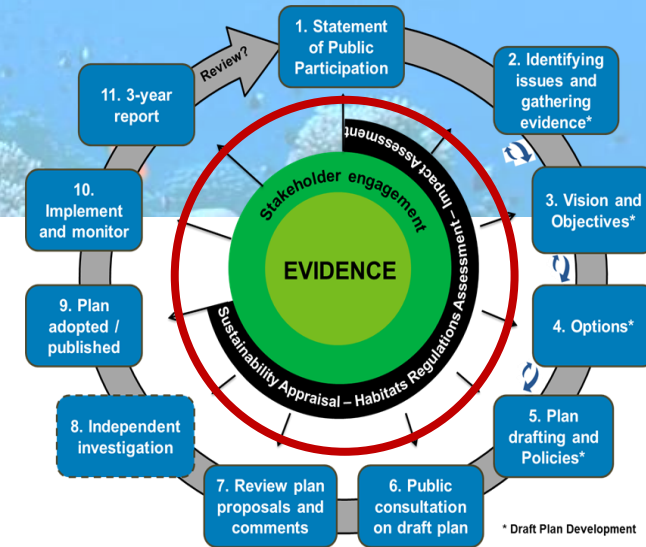 1. Statement
of Public
Participation
2. Identifying
issues and
gathering
evidence*
3. Vision and
Objectives*
4. Options*
5. Plan
drafting and
Policies*
6. Public
consultation
on draft plan
7. Review plan
proposals and
comments
8. Independent
investigation
9. Plan
adopted /
published
10.
Implement
and monitor
11. 3-year
report
Review?
Stakeholder engagement
EVIDENCE
Sustainability Appraisal – Habitats Regulations Assessment – Impact Assessment
* Draft Plan Development